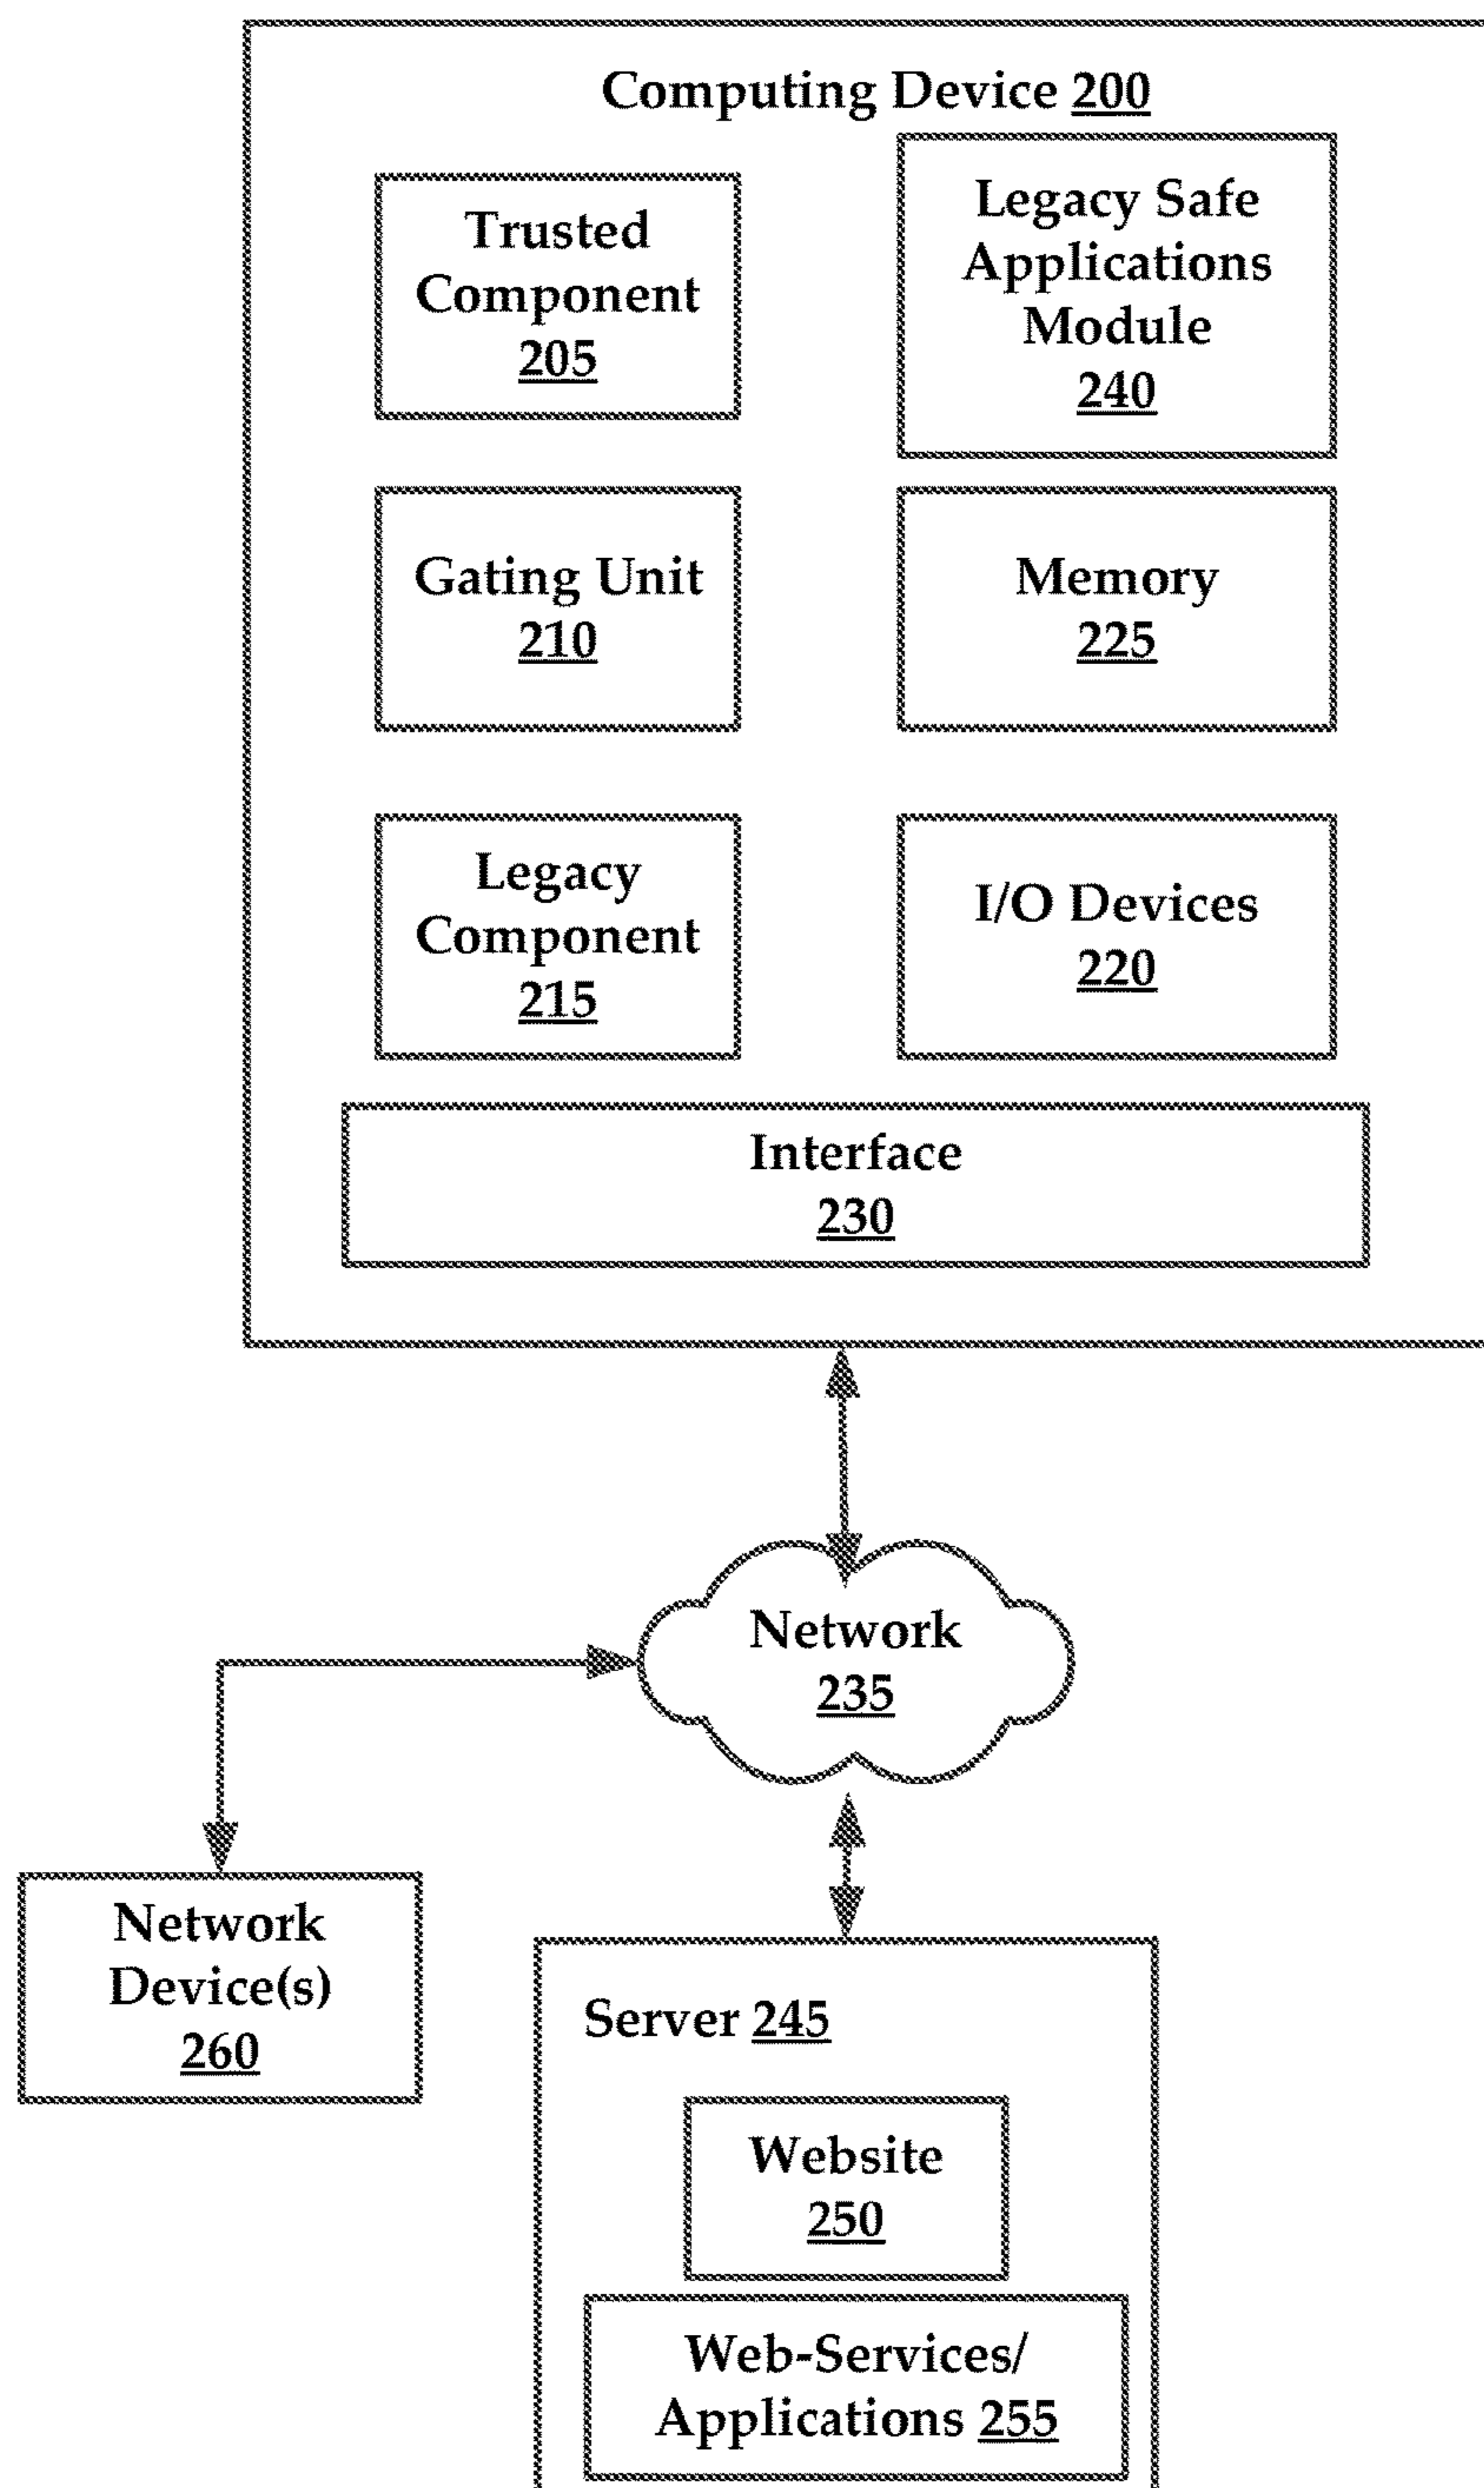 Computing Device 200
Trusted
Component
205
Legacy Safe
Applications
Module
240
Gating Unit
210
Memory
225
Legacy
Component
215
I/O Devices
220
Interface
230
Network
235
Network
Device(s)
260
Server 245
Website
250
Web-Services/
Applications 255